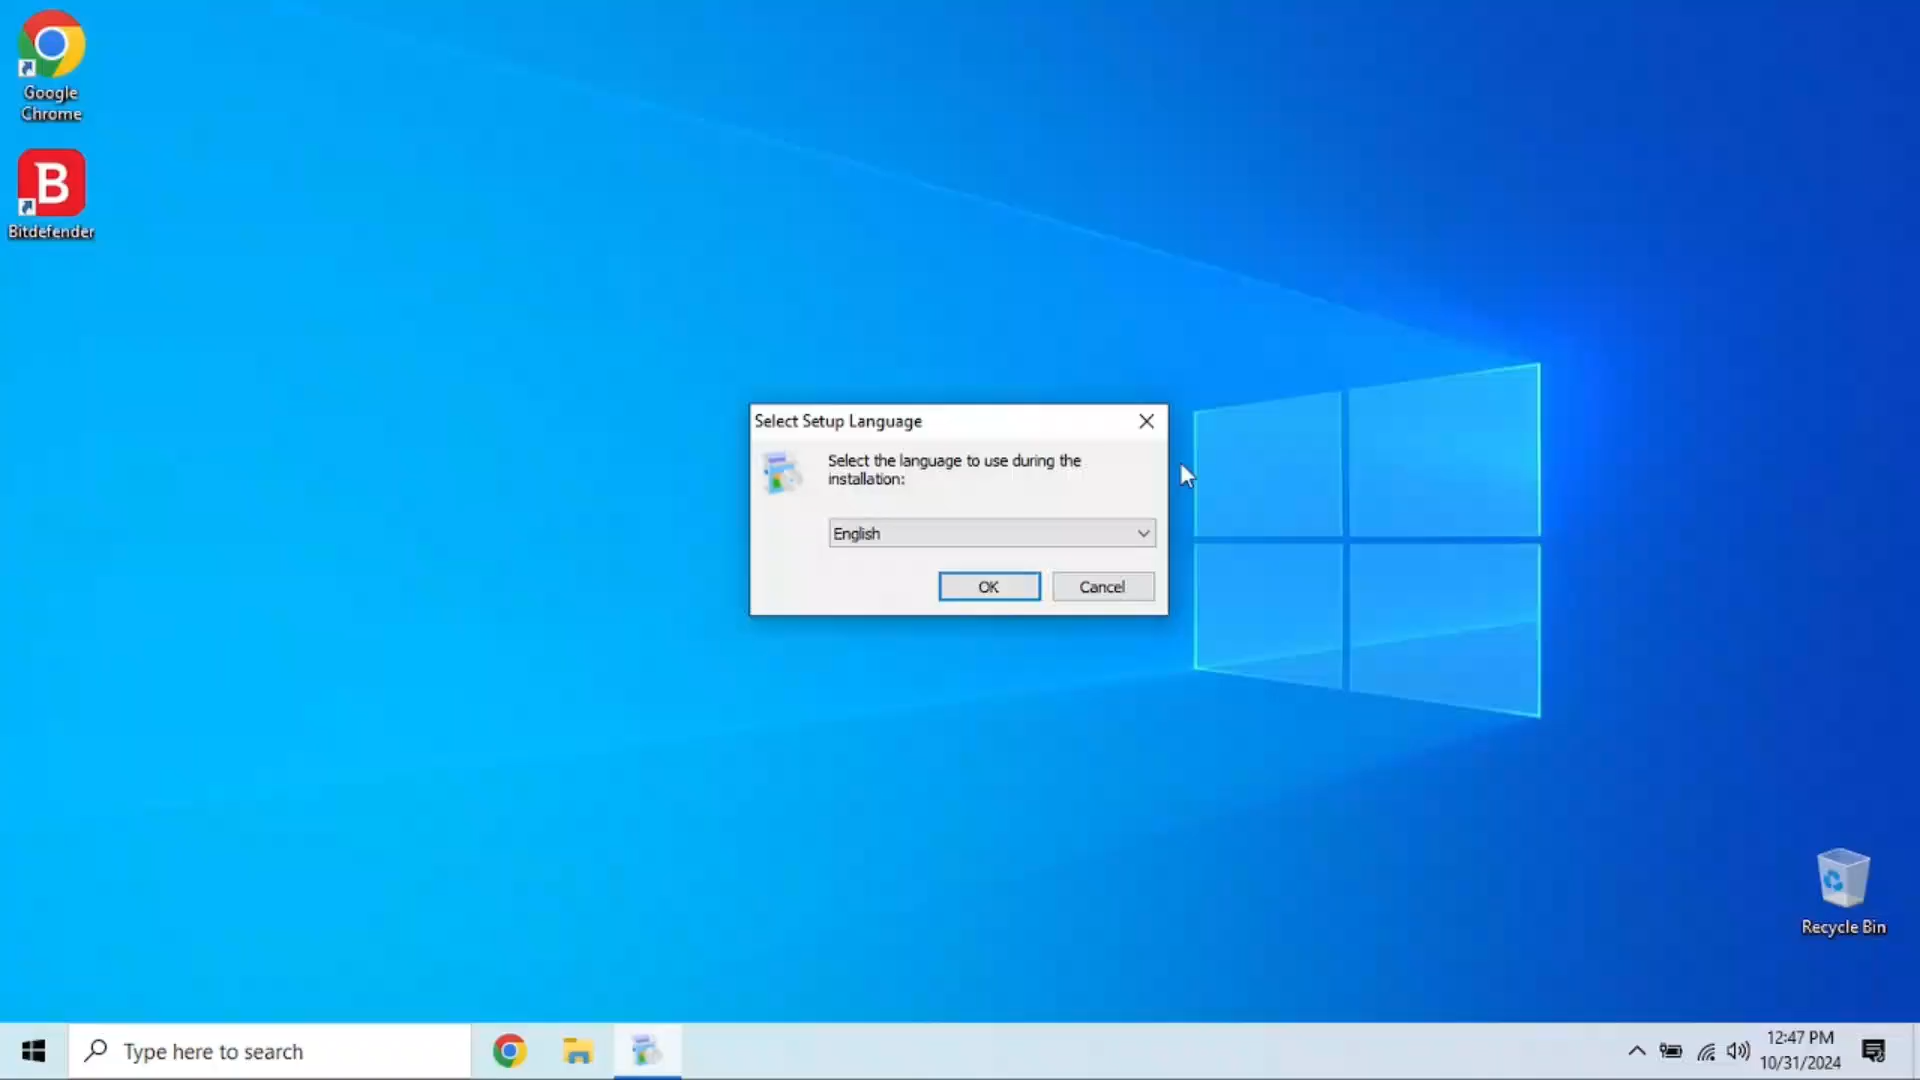 Google
Chrome
B
Bitdefender
Select Setup Language
Select the language to use during the
installation:
English
OK
Cancel
Recycle Bin
Type here to search
12:47 PM
10/31/2024